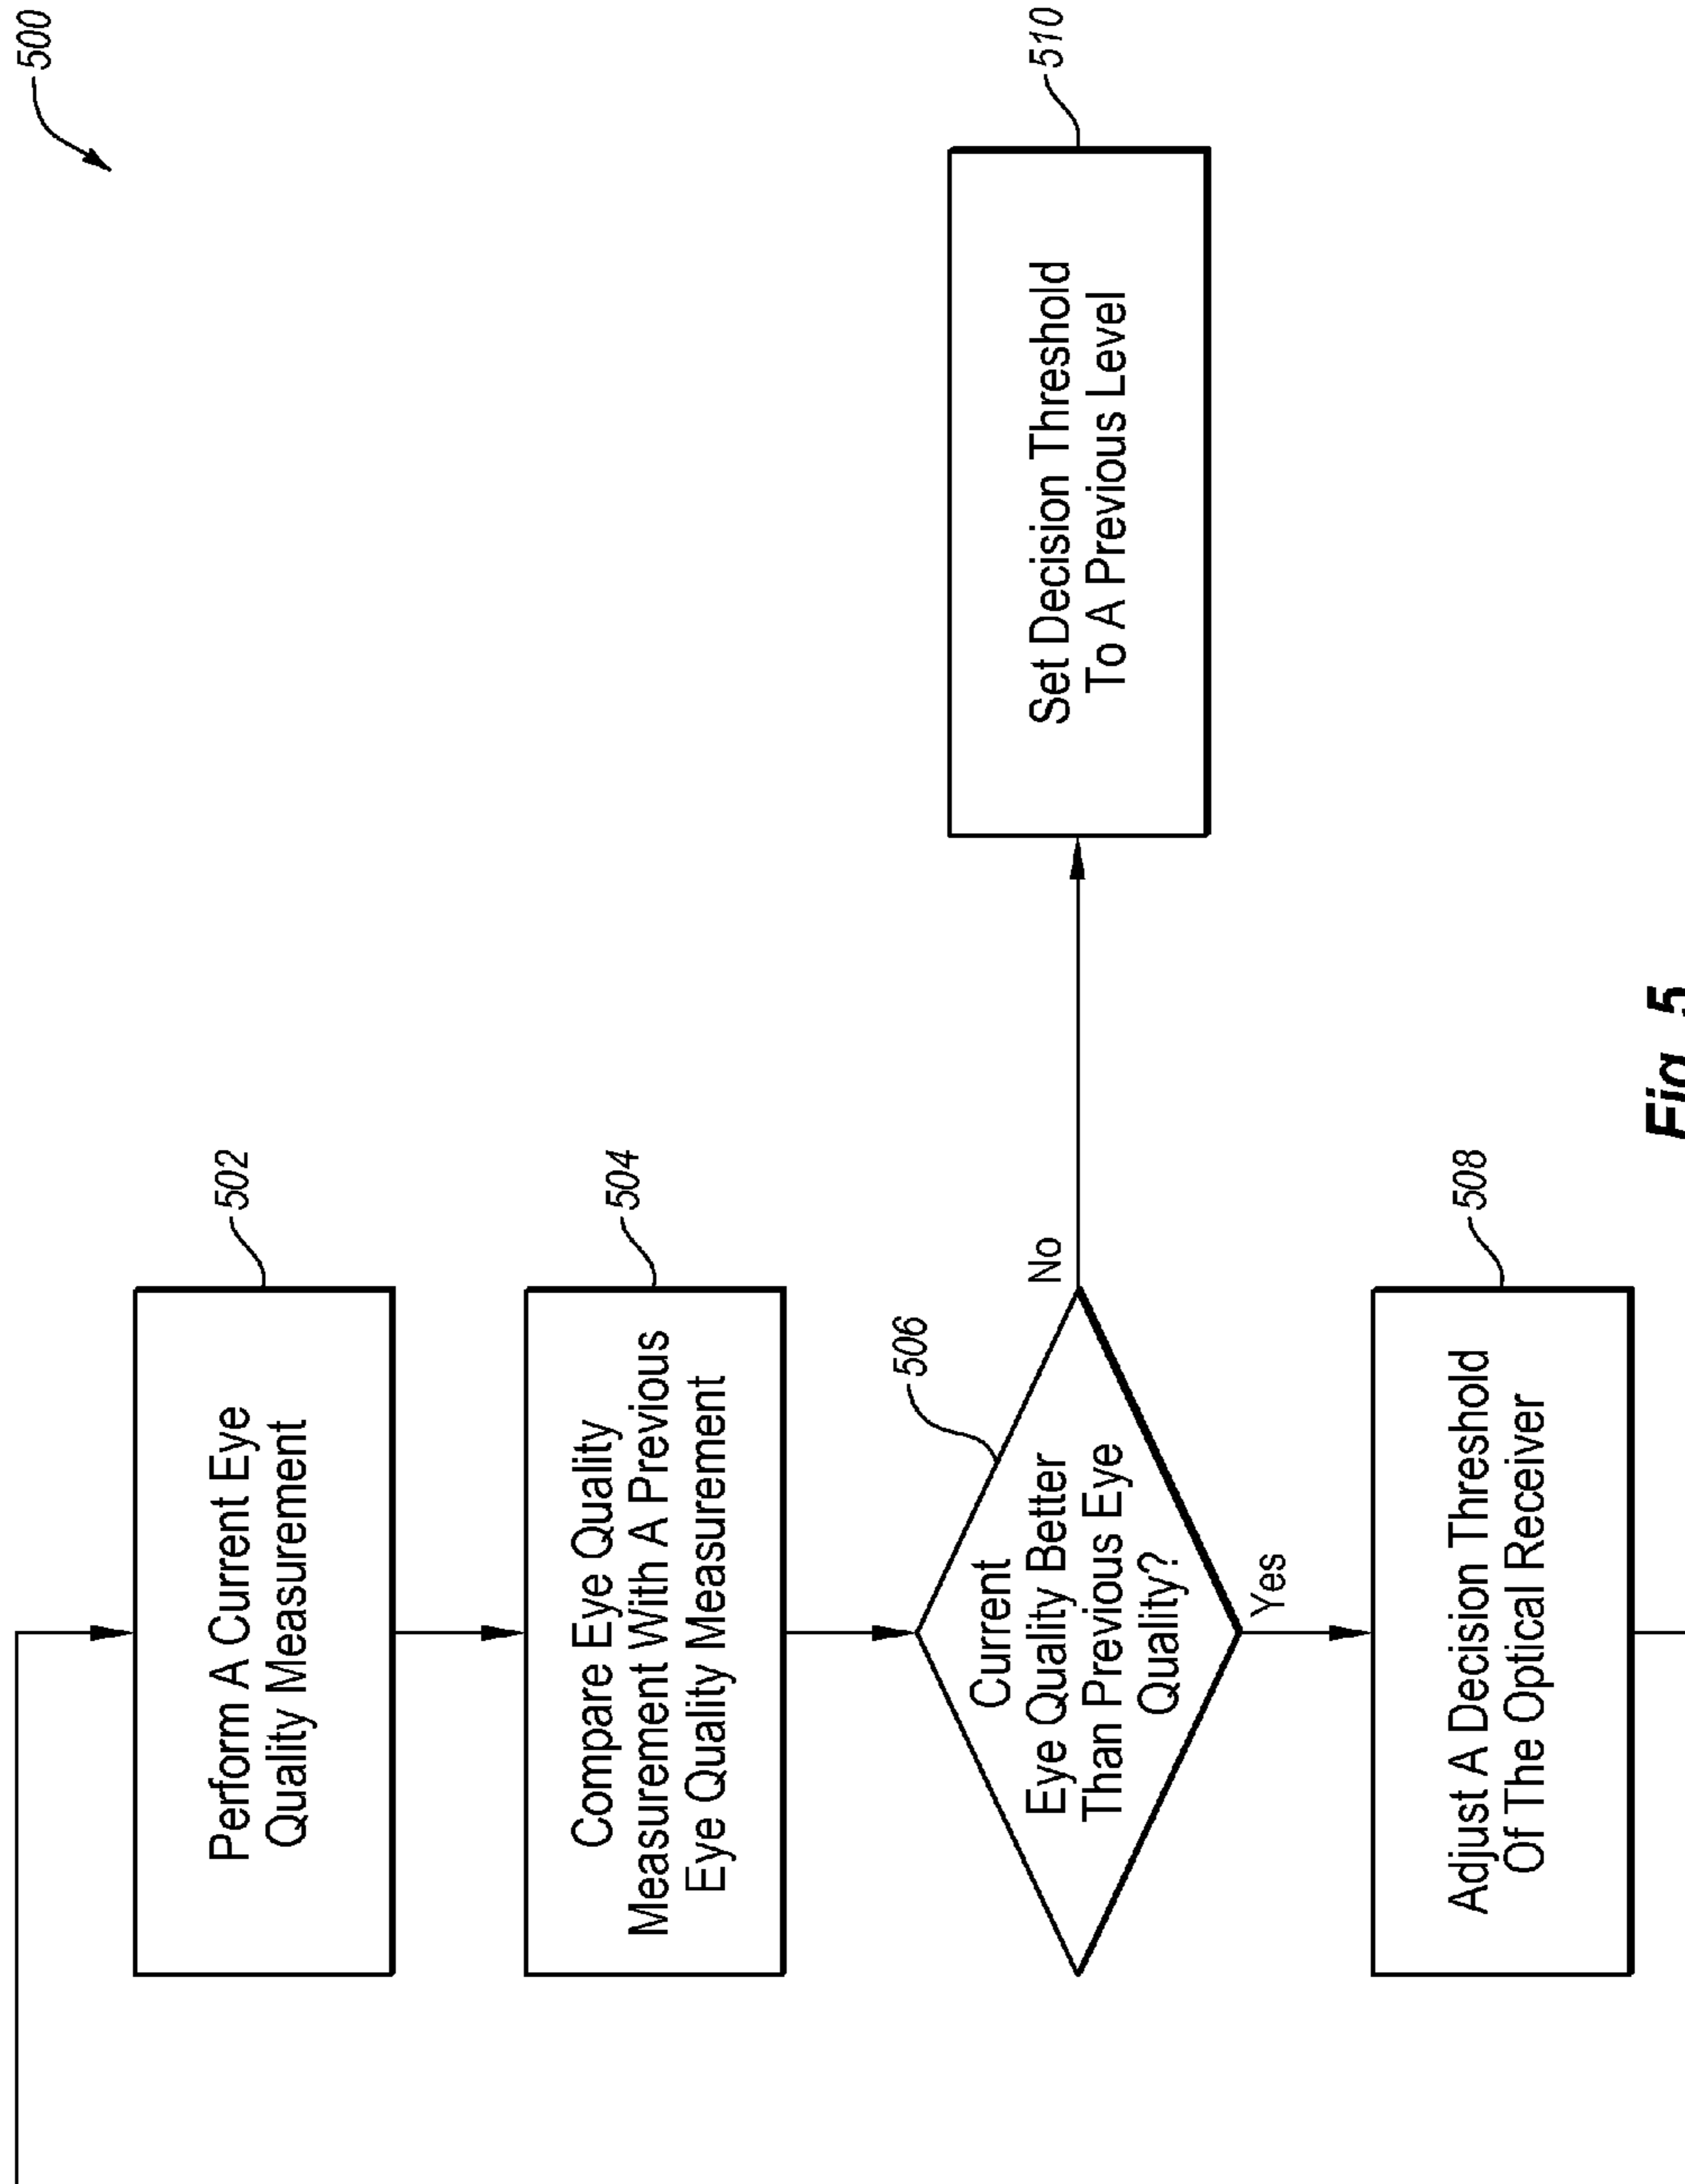 500
Perform A Current Eye
Quality Measurement
502
Compare Eye Quality
Measurement With A Previous
Eye Quality Measurement
504
506
Current
Eye Quality Better
Than Previous Eye
Quality?
No
Yes
Set Decision Threshold
To A Previous Level
510
Adjust A Decision Threshold
Of The Optical Receiver
508
Fig. 5